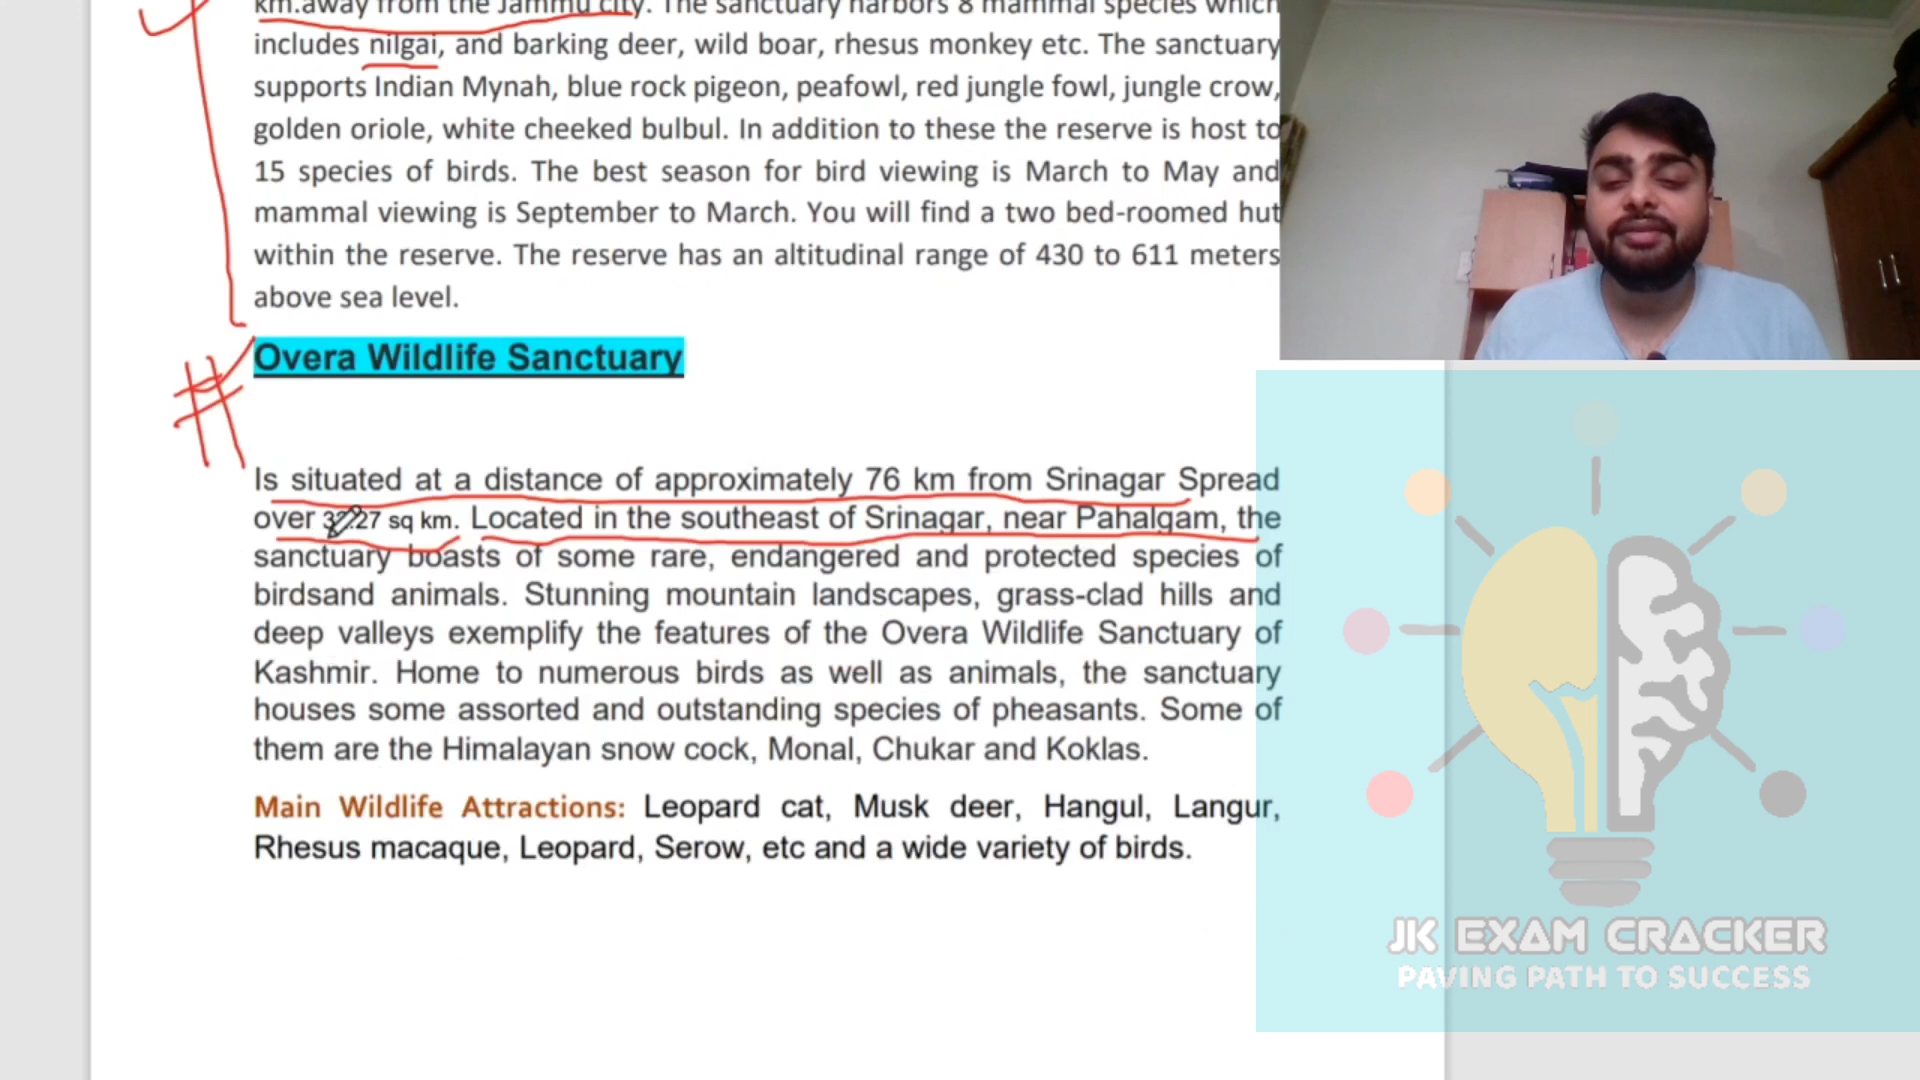 km.away from the Jammu city. The sanctuary harbors 8 mammal species which
includes nilgai, and barking deer, wild boar, rhesus monkey etc. The sanctuary
supports Indian Mynah, blue rock pigeon, peafowl, red jungle fowl, jungle crow,
golden oriole, white cheeked bulbul. In addition to these the reserve is host to
15 species of birds. The best season for bird viewing is March to May and
mammal viewing is September to March. You will find a two bed-roomed hut
within the reserve. The reserve has an altitudinal range of 430 to 611 meters
above sea level.
Overa Wildlife Sanctuary
Is situated at a distance of approximately 76 km from Srinagar Spread
over sq km. Located in the southeast of Srinagar, near Pahalgam, the
sanctuary boasts of some rare, endangered and protected species of
birdsand animals. Stunning mountain landscapes, grass-clad hills and
deep valleys exemplify the features of the Overa Wildlife Sanctuary of
Kashmir. Home to numerous birds as well as animals, the sanctuary
houses some assorted and outstanding species of pheasants. Some of
them are the Himalayan snow cock, Monal, Chukar and Koklas.
Main Wildlife Attractions: Leopard cat, Musk deer, Hangul, Langur,
Rhesus macaque, Leopard, Serow, etc and a wide variety of birds.
JK EXAM CRACKER
PAVING PATH TO SUCCESS